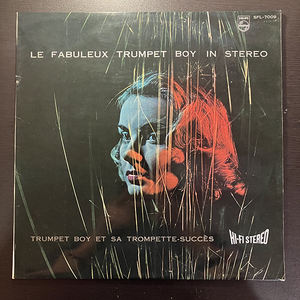 PHILIPS
SFL-7009
LE FABULEUX TRUMPET BOY IN STEREO
TRUMPET BOY ET SA TROMPETTE-SUCCÈS
HI-FI STEREO